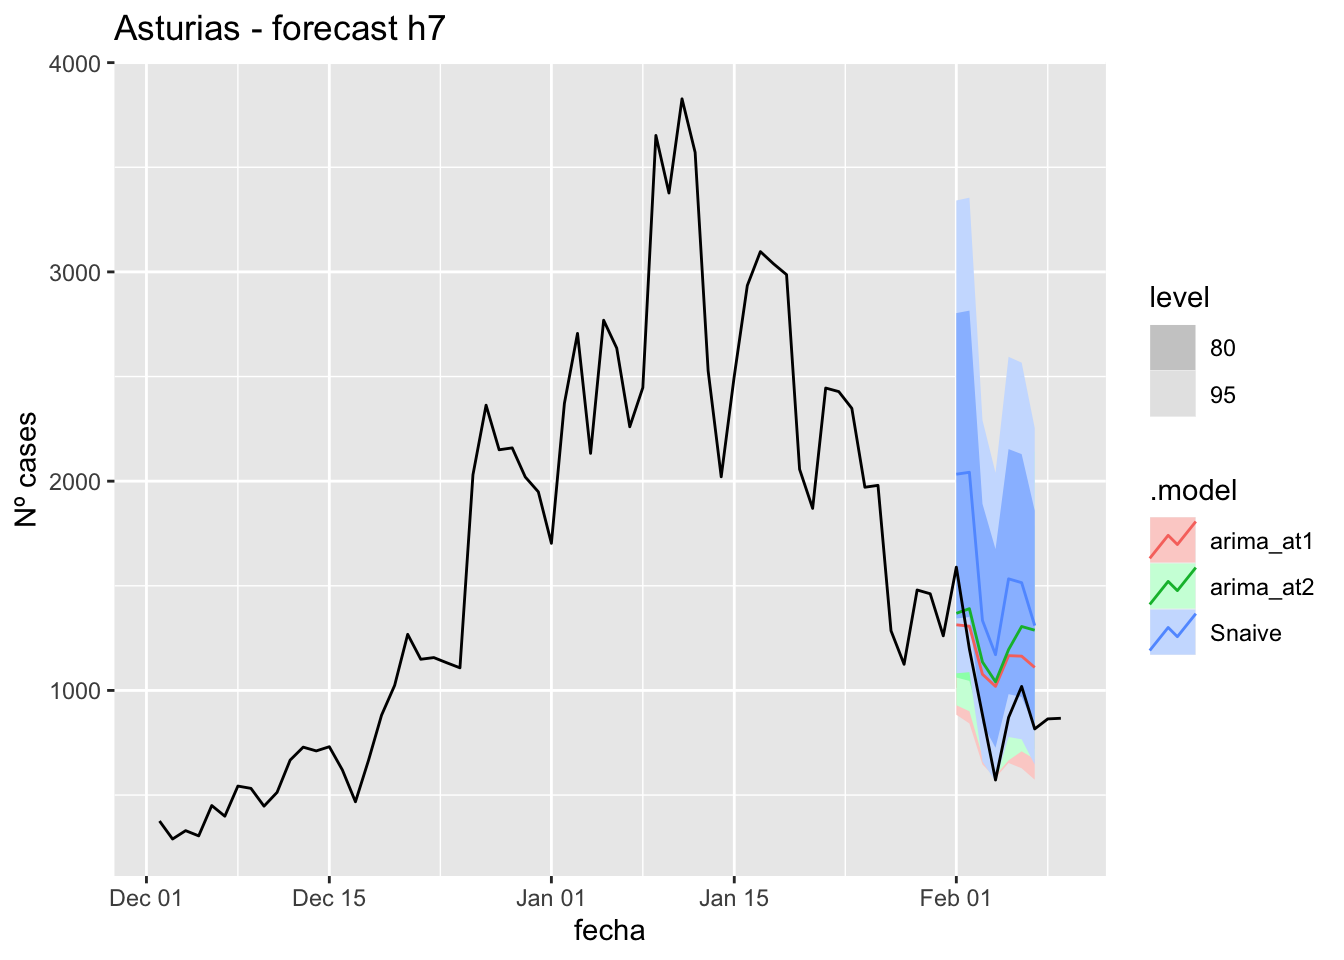 Asturias - forecast h7
4000
3000
2000
1000
Nº cases
Dec 01
Dec 15
Jan 01
Jan 15
Feb 01
fecha
level
80
95
.model
arima_at1
arima_at2
Snaive